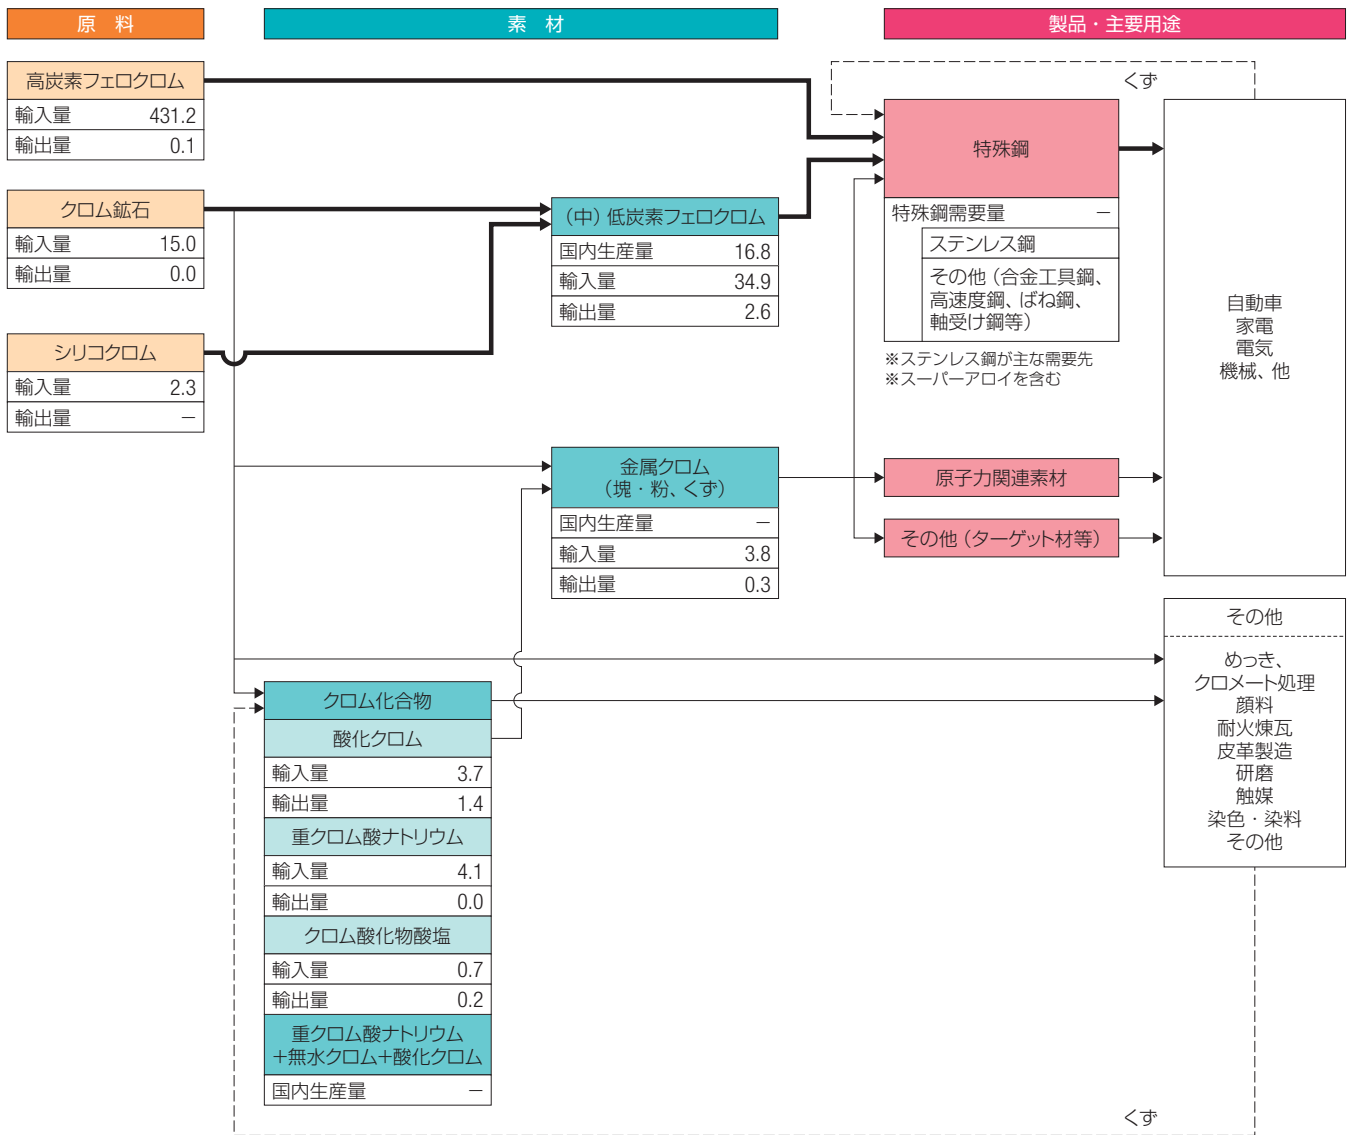 原 料
素 材
製品・主要用途
高炭素フェロクロム
輸入量 431.2
輸出量 0.1
クロム鉱石
輸入量 15.0
輸出量 0.0
シリコクロム
輸入量 2.3
輸出量 −
(中) 低炭素フェロクロム
国内生産量 16.8
輸入量 34.9
輸出量 2.6
金属クロム
(塊・粉、くず)
国内生産量 −
輸入量 3.8
輸出量 0.3
クロム化合物
酸化クロム
輸入量 3.7
輸出量 1.4
重クロム酸ナトリウム
輸入量 4.1
輸出量 0.0
クロム酸化物酸塩
輸入量 0.7
輸出量 0.2
重クロム酸ナトリウム
+無水クロム+酸化クロム
国内生産量 −
くず
特殊鋼
特殊鋼需要量 −
ステンレス鋼
その他 (合金工具鋼、
高速度鋼、ばね鋼、
軸受け鋼等)
※ステンレス鋼が主な需要先
※スーパーアロイを含む
原子力関連素材
その他 (ターゲット材等)
自動車
家電
電気
機械、他
その他
めっき、
クロメート処理
顔料
耐火煉瓦
皮革製造
研磨
触媒
染色・染料
その他
くず